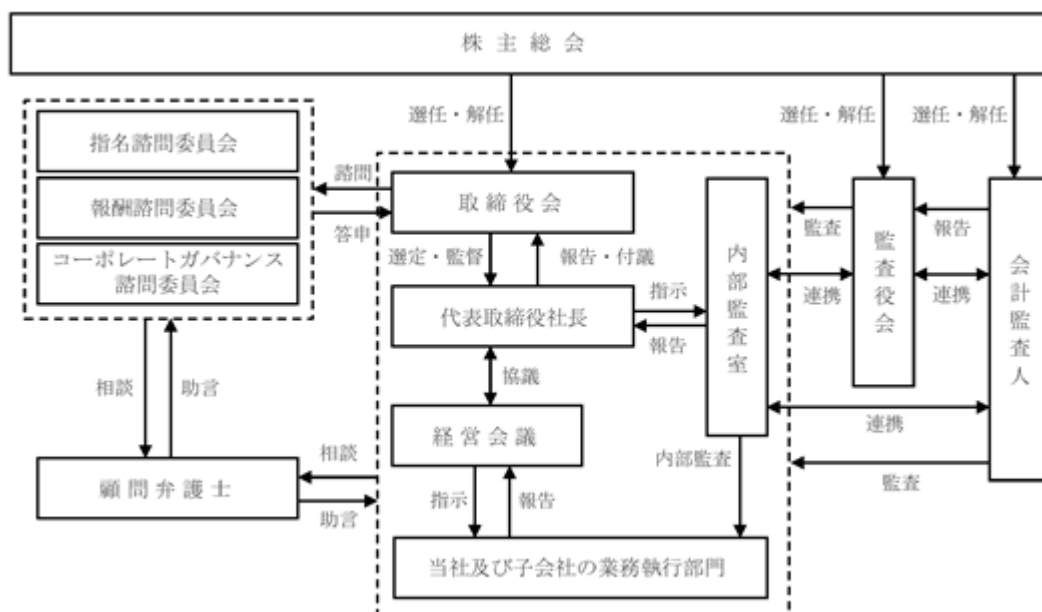 株主総会
選任・解任
選任・解任
選任・解任
指名諮問委員会
報酬諮問委員会
コーポレートガバナンス
諮問委員会
諮問
答申
取締役会
選定・監督
報告・付議
代表取締役社長
指示
報告
協議
経営会議
指示
報告
当社及び子会社の業務執行部門
内部監査室
内部監査
監査
連携
監査役会
報告
連携
会計監査人
連携
監査
相談
助言
顧問弁護士
相談
助言